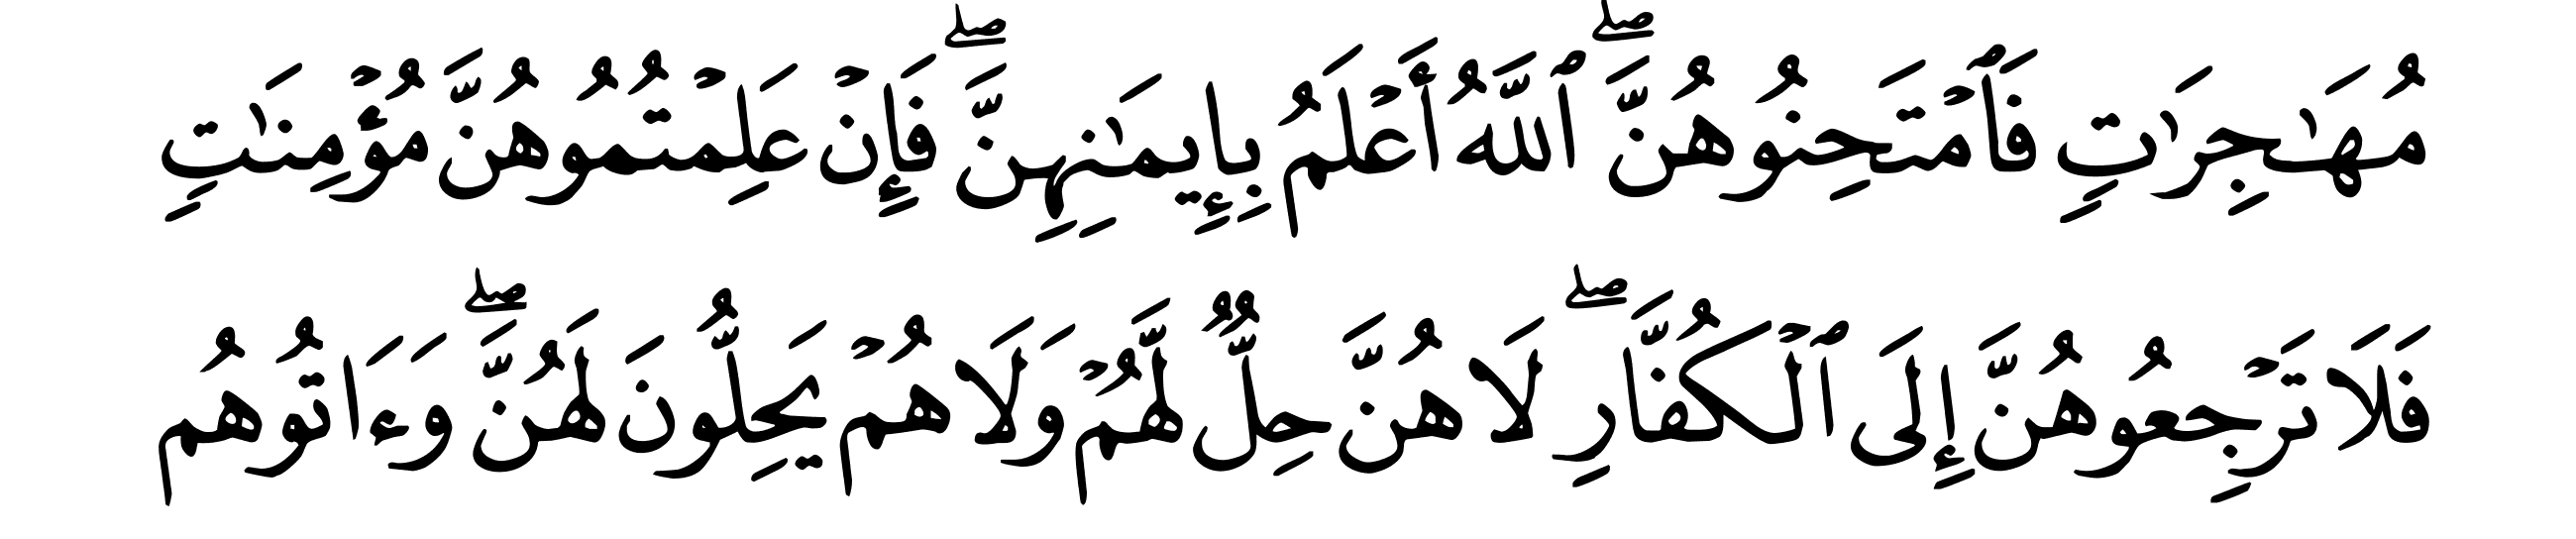 مُهَٰجِرَٰتٖ فَٱمۡتَحِنُوهُنَّۖ ٱللَّهُ أَعۡلَمُ بِإِيمَٰنِهِنَّۖ فَإِنۡ عَلِمۡتُمُوهُنَّ مُؤۡمِنَٰتٖ
فَلَا تَرۡجِعُوهُنَّ إِلَى ٱلۡكُفَّارِۖ لَا هُنَّ حِلّٞ لَّهُمۡ وَلَا هُمۡ يَحِلُّونَ لَهُنَّۖ وَءَاتُوهُم